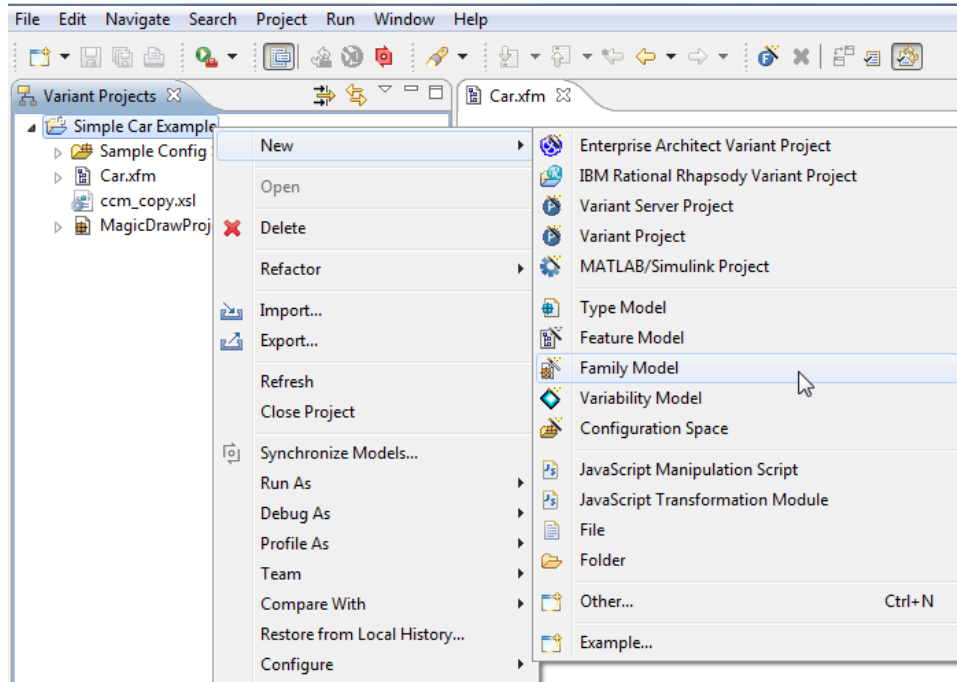 File Edit Navigate Search Project Run Window Help
Variant Projects
Car.xfm
Simple Car Example
Sample Config
Car.xfm
ccm_copy.xsl
MagicDrawProj
New
Open
Delete
Refactor
Import...
Export...
Refresh
Close Project
Synchronize Models...
Run As
Debug As
Profile As
Team
Compare With
Restore from Local History...
Configure
Enterprise Architect Variant Project
IBM Rational Rhapsody Variant Project
Variant Server Project
Variant Project
MATLAB/Simulink Project
Type Model
Feature Model
Family Model
Variability Model
Configuration Space
JavaScript Manipulation Script
JavaScript Transformation Module
File
Folder
Other... Ctrl+N
Example...